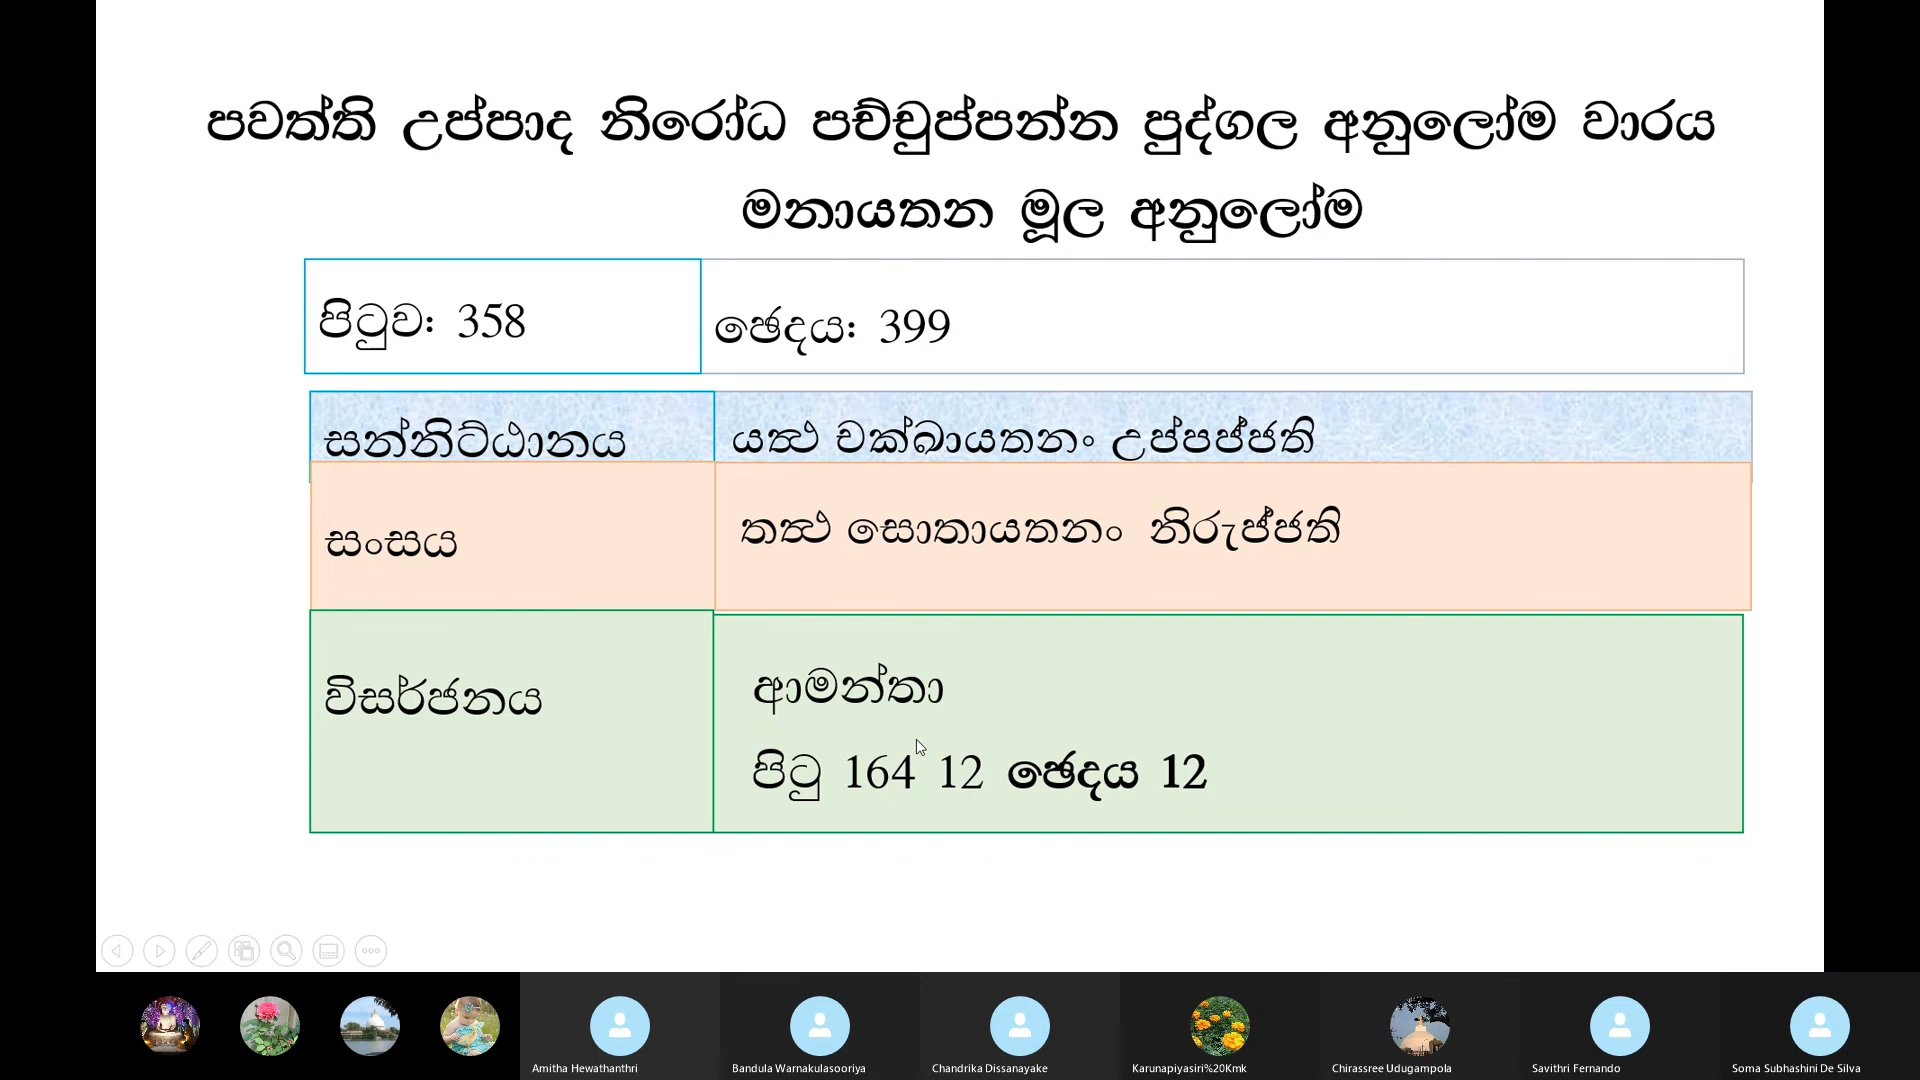 පවත්ති උප්පාද නිරෝධ පච්චුප්පන්න පුද්ගල අනුලෝම වාරය
මනායතන මූල අනුලෝම
පිටුව: 358
ඡෙදය: 399
සන්නිට්ඨානය
යත්‍ථ චක්ඛායතනං උප්පජ්ජති
සංසය
තත්‍ථ සොතායතනං නිරුජ්ජති
විසර්ජනය
ආමන්තා
පිටු 164 12 ඡෙදය 12
Amitha Hewathanthri
Bandula Warnakulasooriya
Chandrika Dissanayake
Karunapiyasiri%20Kmk
Chirassree Udugampola
Savithri Fernando
Soma Subhashini De Silva